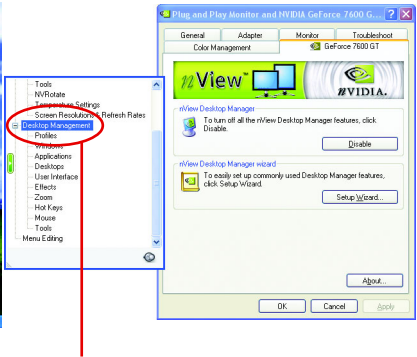 Plug and Play Monitor and NVIDIA GeForce 7600 G...
General
Adapter
Monitor
Troubleshoot
Color Management
GeForce 7600 GT
nView™
NVIDIA.
nView Desktop Manager
To turn off all the nView Desktop Manager features, click
Disable.
Disable
nView Desktop Manager wizard
To easily set up commonly used Desktop Manager features,
click Setup Wizard.
Setup Wizard...
About...
OK
Cancel
Apply
Tools
NVRotate
Temperature Settings
Screen Resolutions & Refresh Rates
Desktop Management
Profiles
Windows
Applications
Desktops
User Interface
Effects
Zoom
Hot Keys
Mouse
Tools
Menu Editing